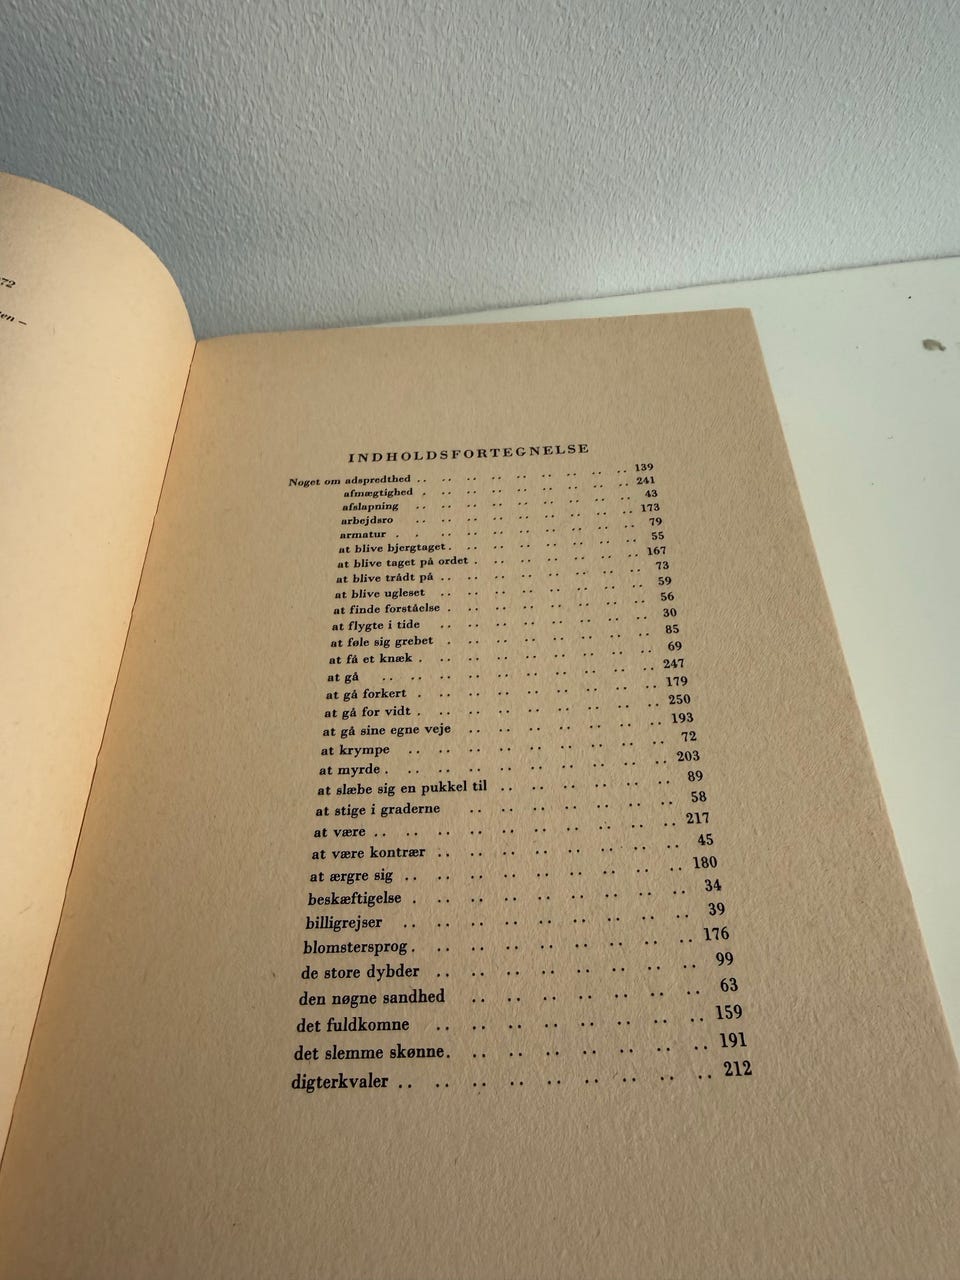 INDHOLDSFORTEGNELSE
Noget om adspredthed .. .. .. .. .. .. .. .. .. 139
afmægtighed . .. .. .. .. .. .. .. .. 241
afslapning .. .. .. .. .. .. .. .. 43
arbejdsro .. .. .. .. .. .. .. .. 173
armatur . . .. .. .. .. .. .. .. 79
at blive bjergtaget . .. .. .. .. .. .. .. 55
at blive taget på ordet . .. .. .. .. .. .. 167
at blive trådt på .. .. .. .. .. .. .. .. 73
at blive ugleset .. .. .. .. .. .. .. .. 59
at finde forståelse . .. .. .. .. .. .. .. 56
at flygte i tide .. .. .. .. .. .. .. .. 30
at føle sig grebet . .. .. .. .. .. .. .. 85
at få et knæk . .. .. .. .. .. .. .. 69
at gå .. .. .. .. .. .. .. .. .. 247
at gå forkert . .. .. .. .. .. .. .. 179
at gå for vidt . .. .. .. .. .. .. .. 250
at gå sine egne veje .. .. .. .. .. .. .. 193
at krympe .. .. .. .. .. .. .. .. 72
at myrde . .. .. .. .. .. .. .. .. 203
at slæbe sig en pukkel til .. .. .. .. .. .. 89
at stige i graderne .. .. .. .. .. .. .. 58
at være .. .. .. .. .. .. .. .. .. 217
at være kontrær .. .. .. .. .. .. .. .. 45
at ærgre sig .. .. .. .. .. .. .. .. 180
beskæftigelse . .. .. .. .. .. .. .. 34
billigrejser .. .. .. .. .. .. .. .. 39
blomstersprog . .. .. .. .. .. .. .. 176
de store dybder .. .. .. .. .. .. .. .. 99
den nøgne sandhed .. .. .. .. .. .. .. 63
det fuldkomne .. .. .. .. .. .. .. .. 159
det slemme skønne . .. .. .. .. .. .. .. 191
digterkvaler .. .. .. .. .. .. .. .. .. 212